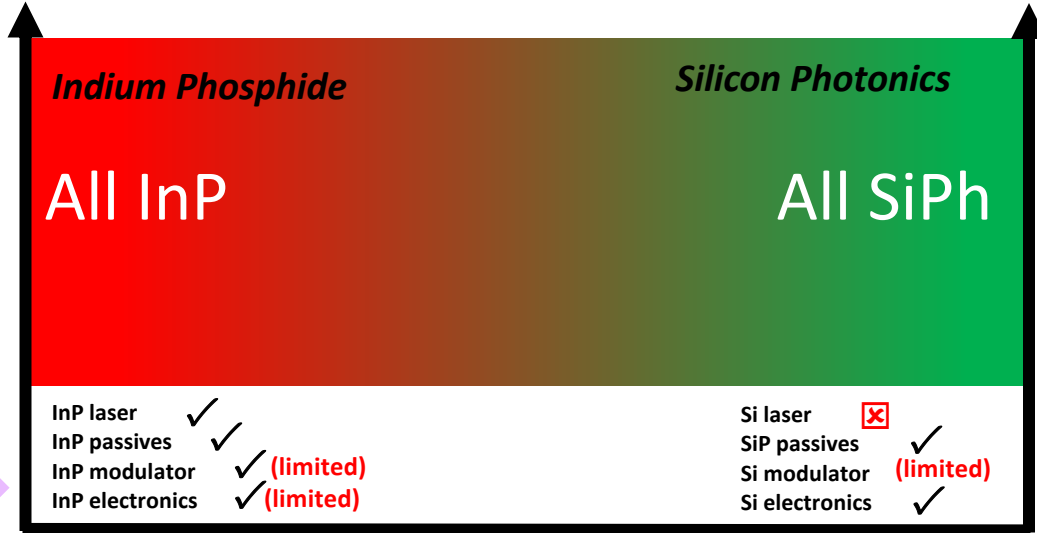 Indium Phosphide
Silicon Photonics
All InP
All SiPh
InP laser ✓
InP passives ✓
InP modulator ✓ (limited)
InP electronics ✓ (limited)
Si laser ☒
SiP passives ✓
Si modulator (limited)
Si electronics ✓